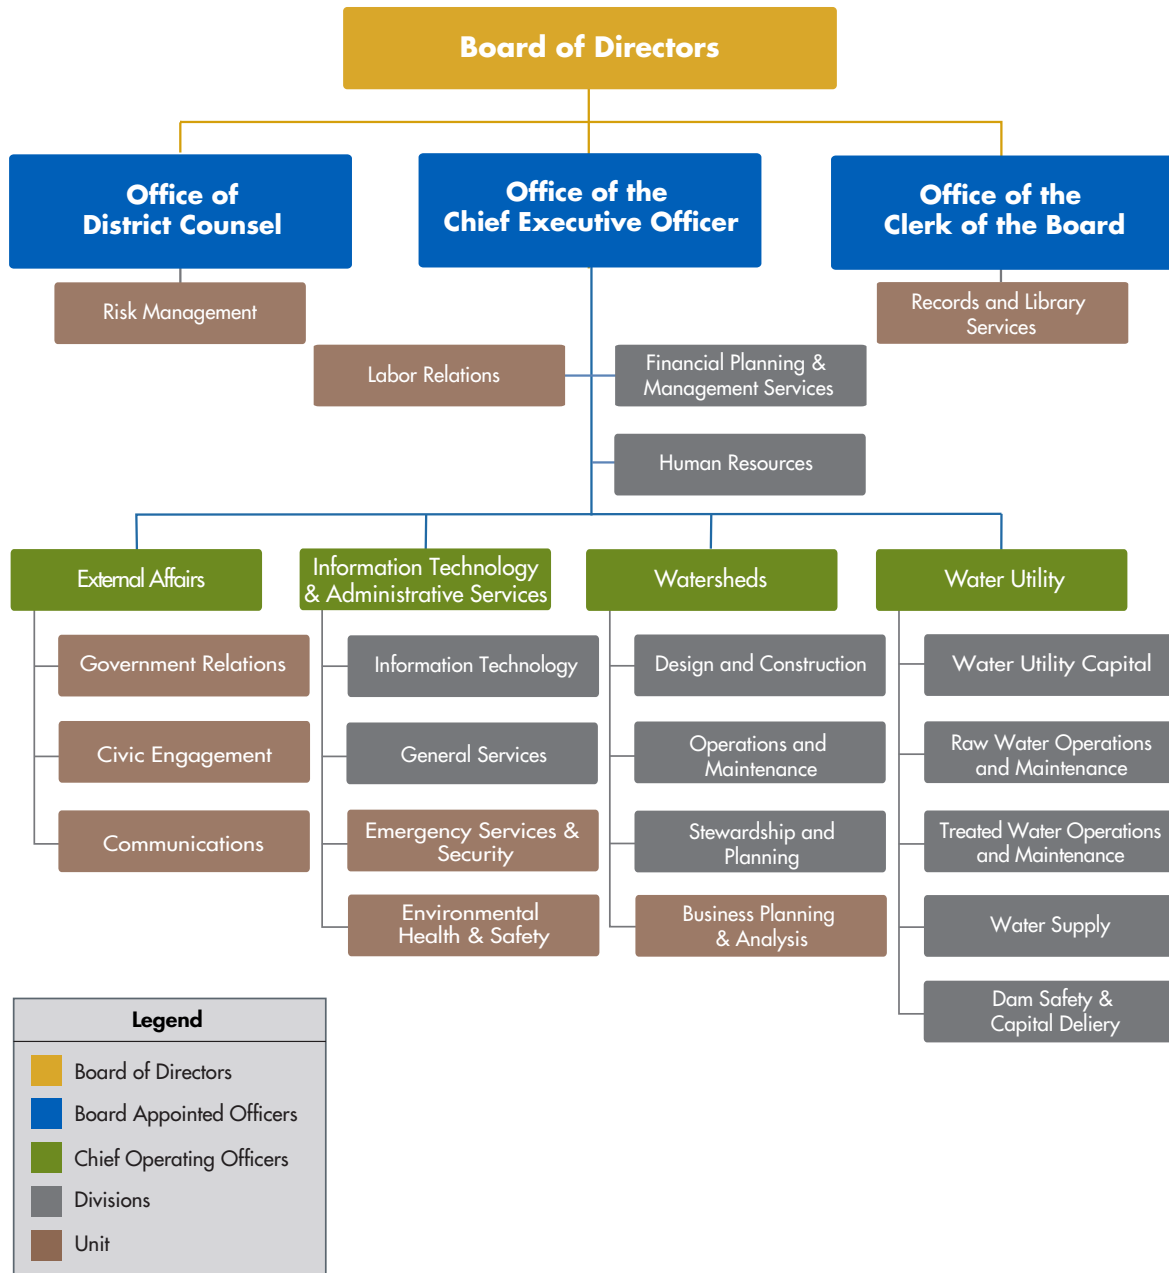 Board of Directors
Office of
District Counsel
Office of the
Chief Executive Officer
Office of the
Clerk of the Board
Risk Management
Records and Library
Services
Labor Relations
Financial Planning &
Management Services
Human Resources
External Affairs
Information Technology
& Administrative Services
Watersheds
Water Utility
Government Relations
Civic Engagement
Communications
Information Technology
General Services
Emergency Services &
Security
Environmental
Health & Safety
Design and Construction
Operations and
Maintenance
Stewardship and
Planning
Business Planning
& Analysis
Water Utility Capital
Raw Water Operations
and Maintenance
Treated Water Operations
and Maintenance
Water Supply
Dam Safety &
Capital Deliery
Legend
Board of Directors
Board Appointed Officers
Chief Operating Officers
Divisions
Unit